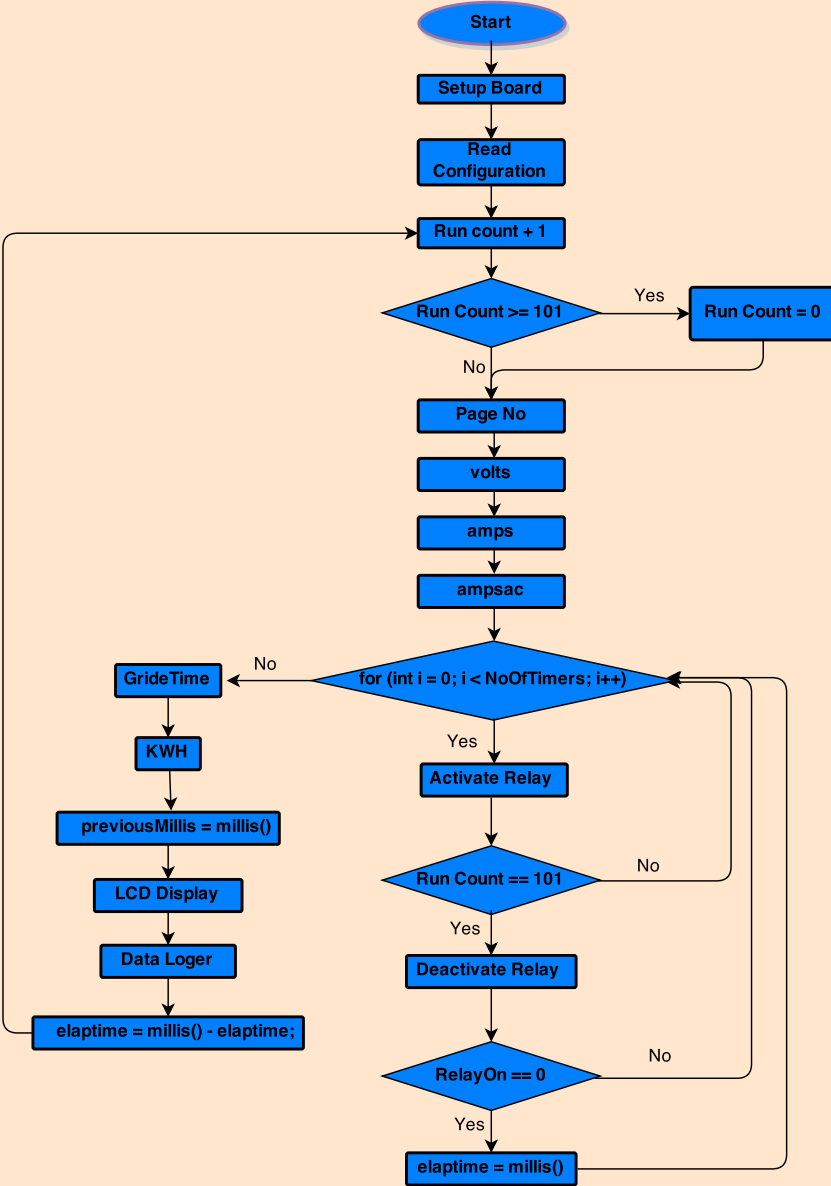 Start
Setup Board
Read
Configuration
Run count + 1
Run Count >= 101
Yes
Run Count = 0
No
Page No
volts
amps
ampsac
for (int i = 0; i < NoOfTimers; i++)
No
GrideTime
Yes
KWH
Activate Relay
previousMillis = millis()
Run Count == 101
No
LCD Display
Yes
Data Loger
Deactivate Relay
elaptime = millis() - elaptime;
RelayOn == 0
No
Yes
elaptime = millis()